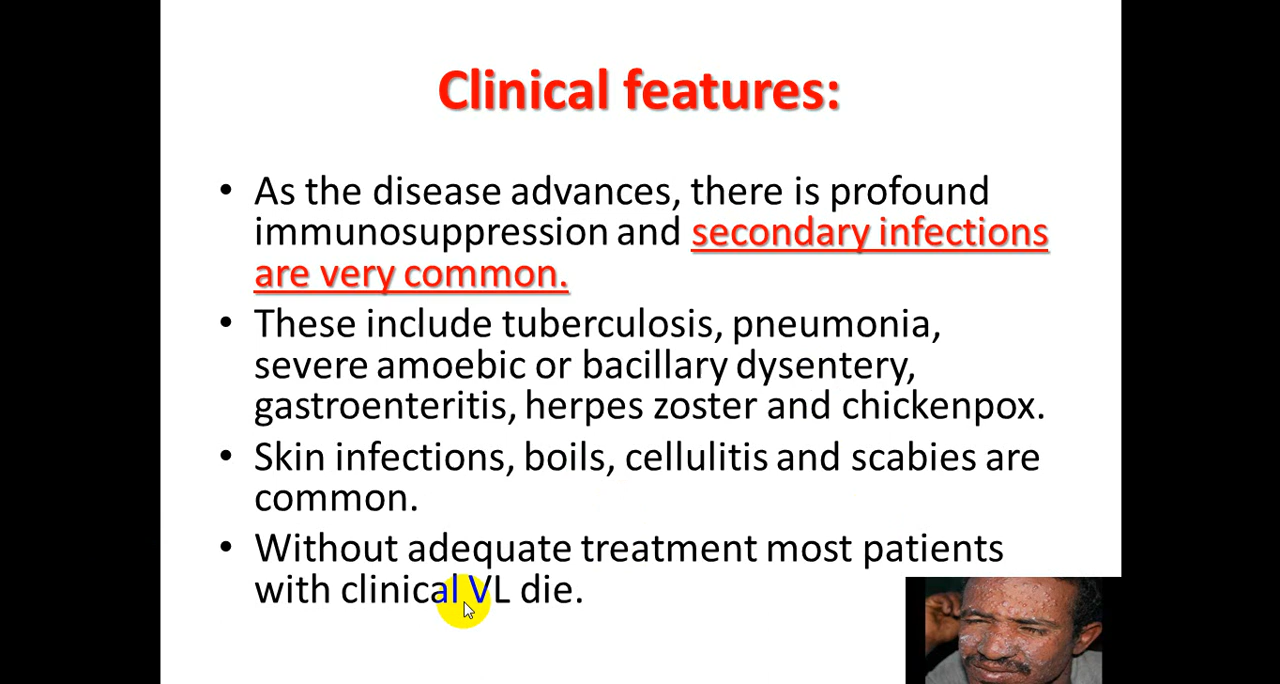 Clinical features:
• As the disease advances, there is profound
immunosuppression and secondary infections
are very common.
• These include tuberculosis, pneumonia,
severe amoebic or bacillary dysentery,
gastroenteritis, herpes zoster and chickenpox.
• Skin infections, boils, cellulitis and scabies are
common.
• Without adequate treatment most patients
with clinical VL die.